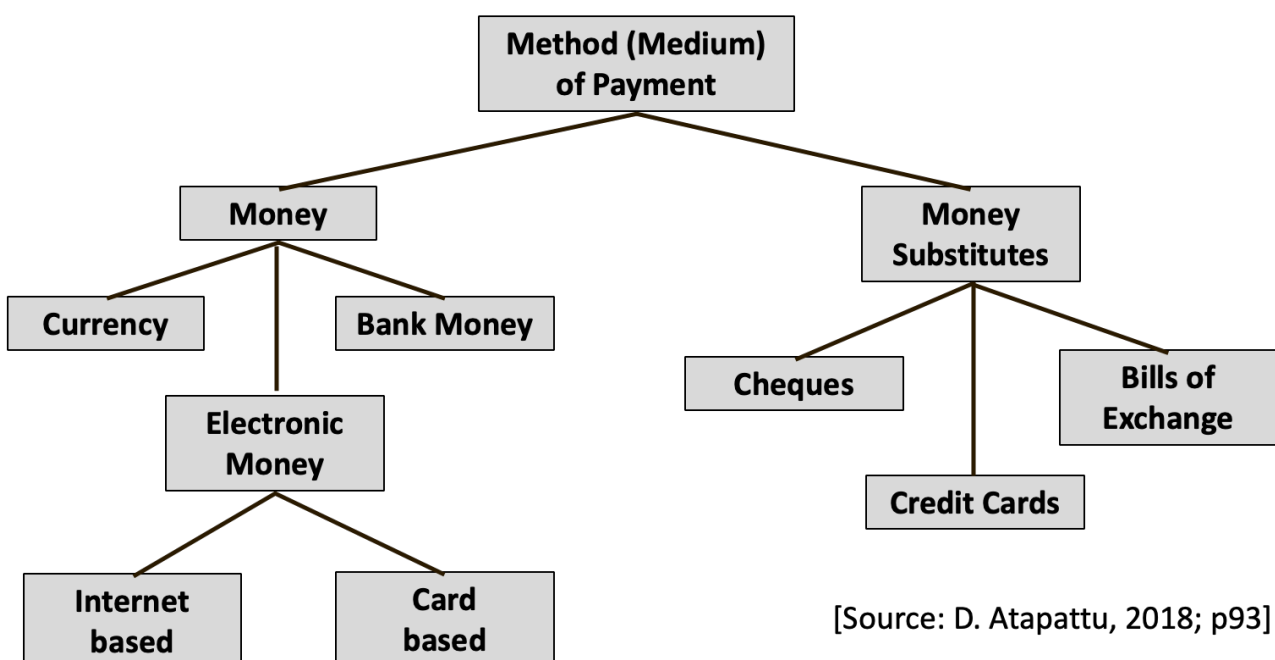 Method (Medium)
of Payment
Money
Money
Substitutes
Currency
Bank Money
Cheques
Bills of
Exchange
Electronic
Money
Credit Cards
Internet
based
Card
based
[Source: D. Atapattu, 2018; p93]